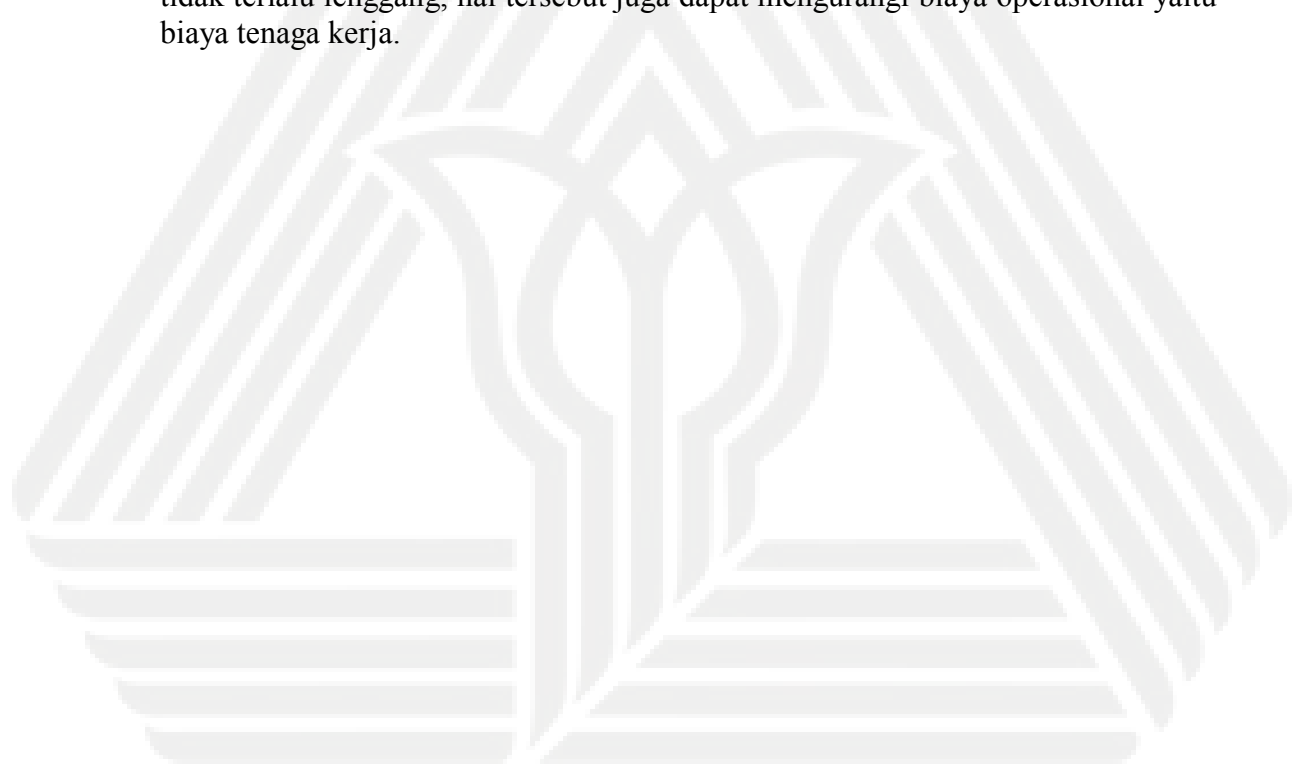 tidak terlalu lenggang, hal tersebut juga dapat mengurangi biaya operasional yaitu
biaya tenaga kerja.